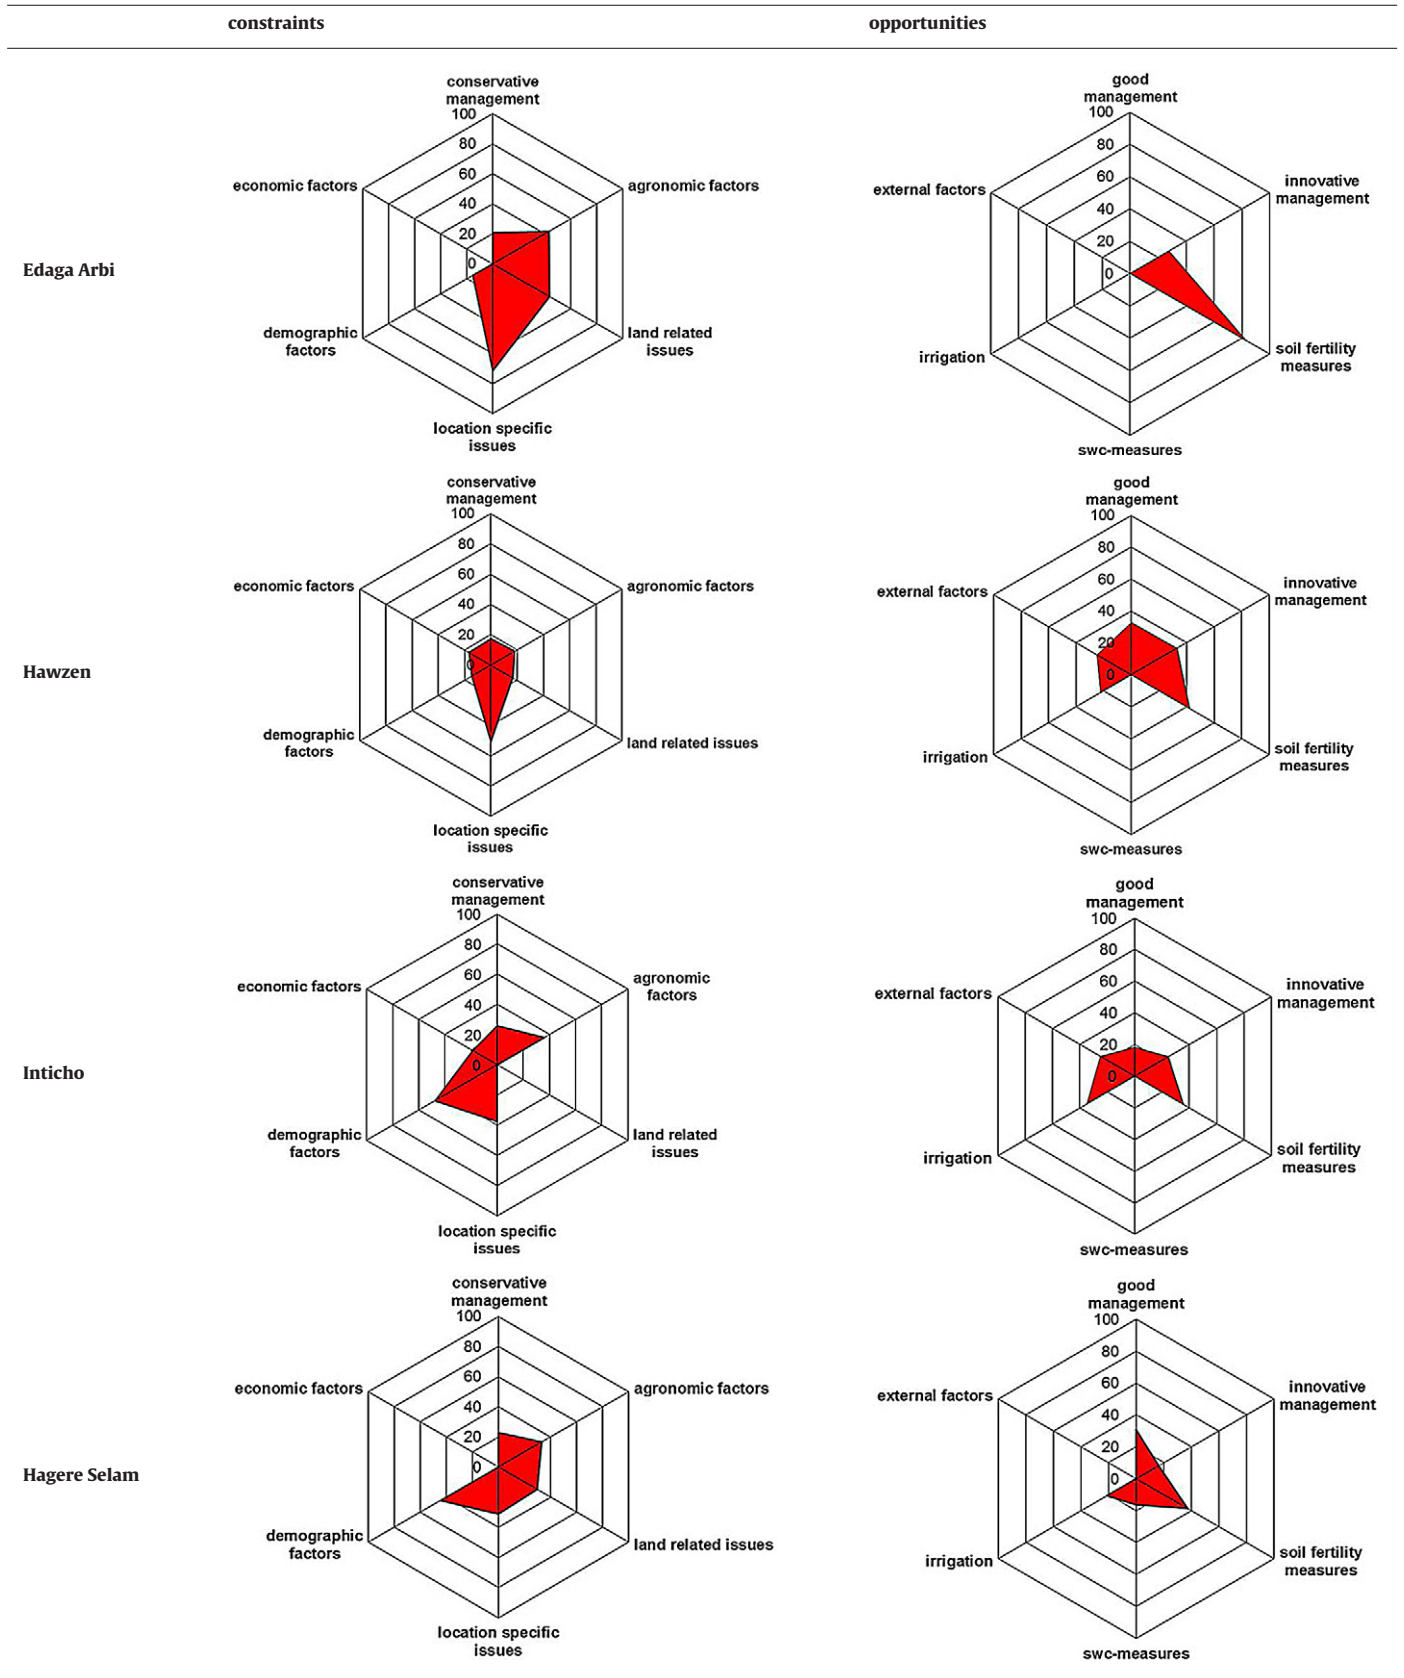 constraints opportunities
Edaga Arbi
conservative
management
100
80
60
40
20
0
economic factors
agronomic factors
demographic
factors
land related
issues
location specific
issues
good
management
100
80
60
40
20
0
external factors
innovative
management
irrigation
soil fertility
measures
swc-measures
Hawzen
conservative
management
100
80
60
40
20
0
economic factors
agronomic factors
demographic
factors
land related issues
location specific
issues
good
management
100
80
60
40
20
0
external factors
innovative
management
irrigation
soil fertility
measures
swc-measures
Inticho
conservative
management
100
80
60
40
20
0
economic factors
agronomic
factors
demographic
factors
land related
issues
location specific
issues
good
management
100
80
60
40
20
0
external factors
innovative
management
irrigation
soil fertility
measures
swc-measures
Hagere Selam
conservative
management
100
80
60
40
20
0
economic factors
agronomic factors
demographic
factors
land related issues
location specific
issues
good
management
100
80
60
40
20
0
external factors
innovative
management
irrigation
soil fertility
measures
swc-measures